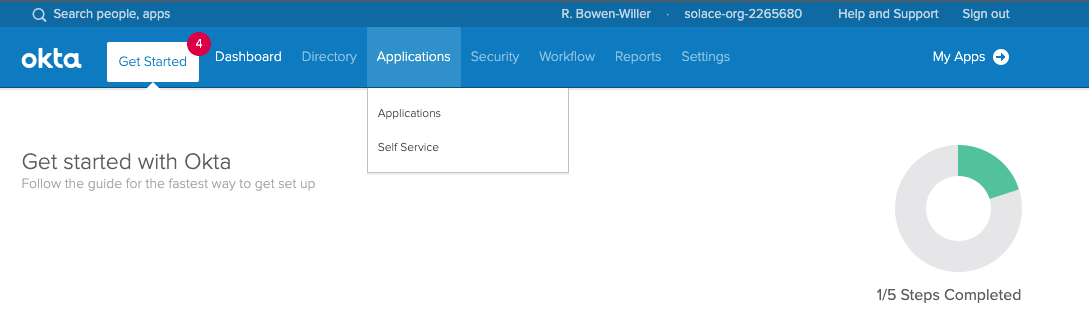 Search people, apps R. Bowen-Willer · solace-org-2265680 Help and Support Sign out
okta Get Started 4 Dashboard Directory Applications Security Workflow Reports Settings My Apps
Applications
Self Service
Get started with Okta
Follow the guide for the fastest way to get set up
1/5 Steps Completed